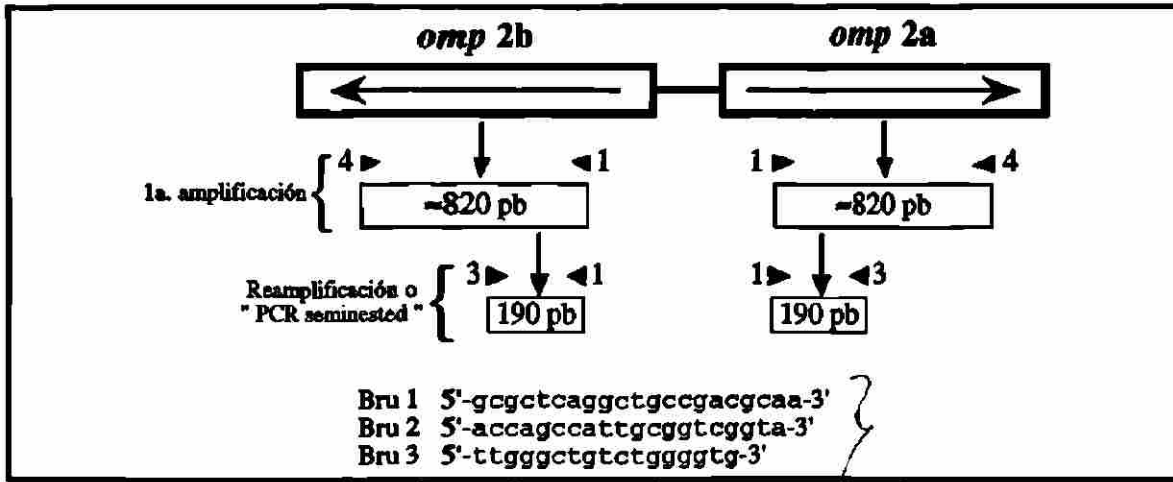 omp 2b omp 2a
4 1 1 4
1a. amplificación
≈820 pb ≈820 pb
3 1 1 3
Reamplificación o
" PCR seminested "
190 pb 190 pb
Bru 1 5'-gcgctcaggctgccgacgcaa-3'
Bru 2 5'-accagccattgcggtcggta-3'
Bru 3 5'-ttgggctgtctggggtg-3'